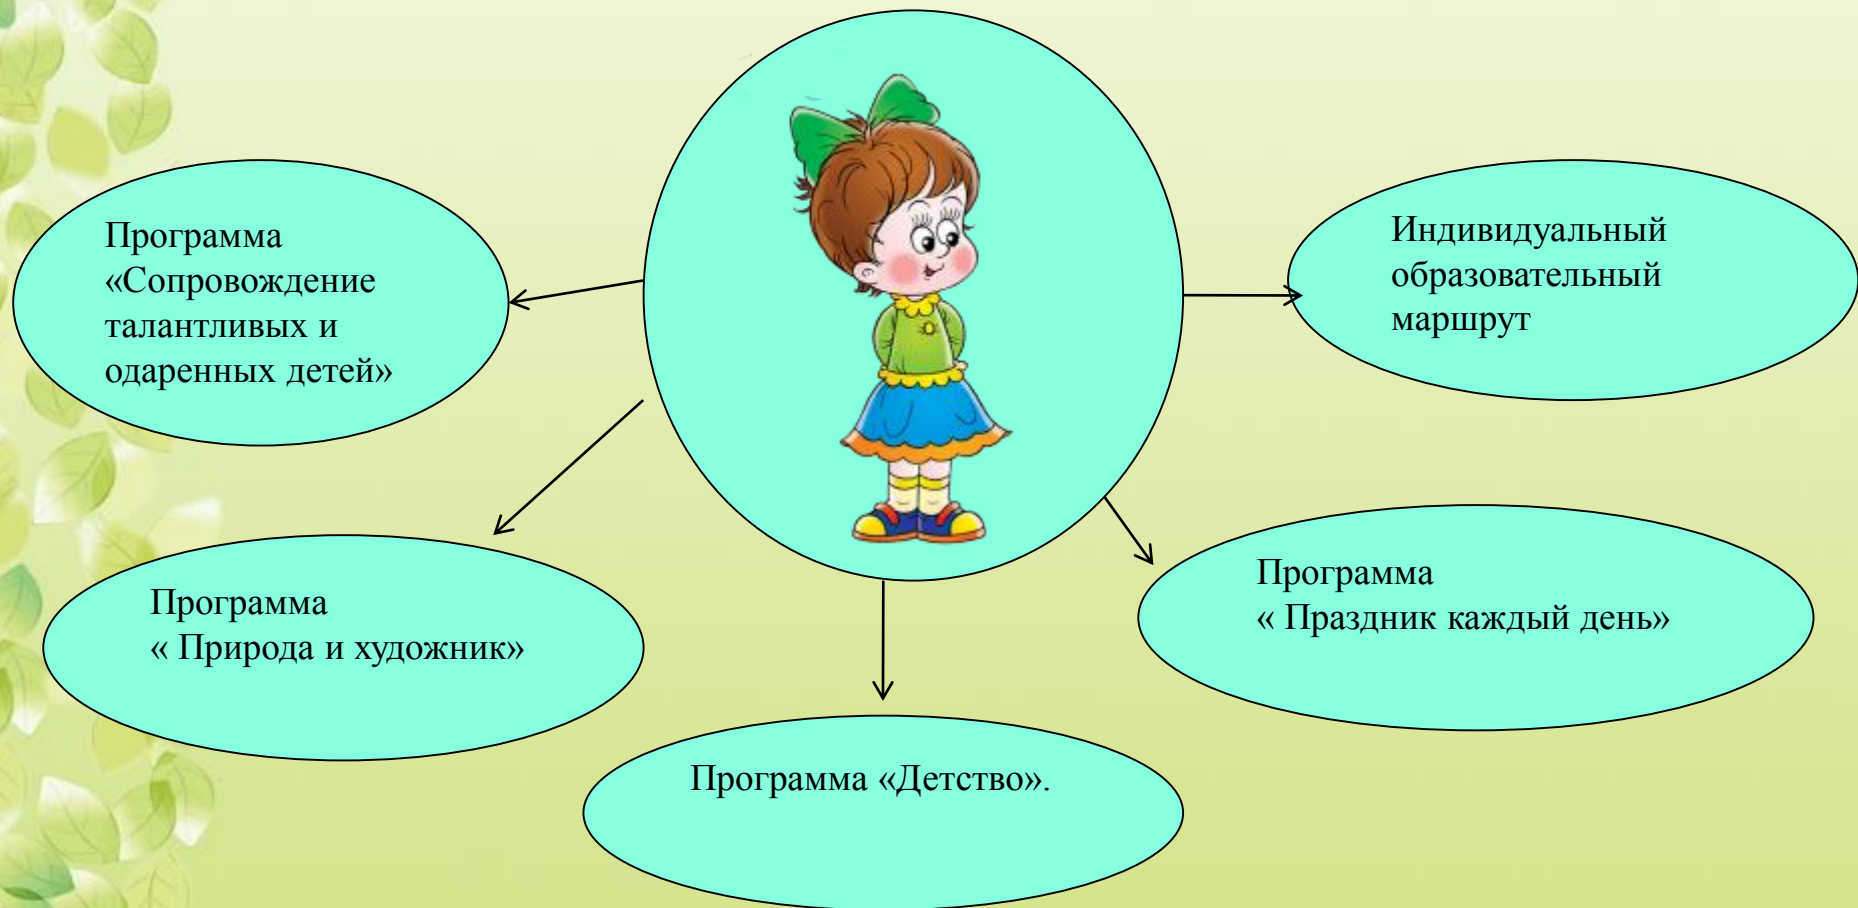 Программа
«Сопровождение
талантливых и
одаренных детей»
Индивидуальный
образовательный
маршрут
Программа
« Природа и художник»
Программа
« Праздник каждый день»
Программа «Детство».